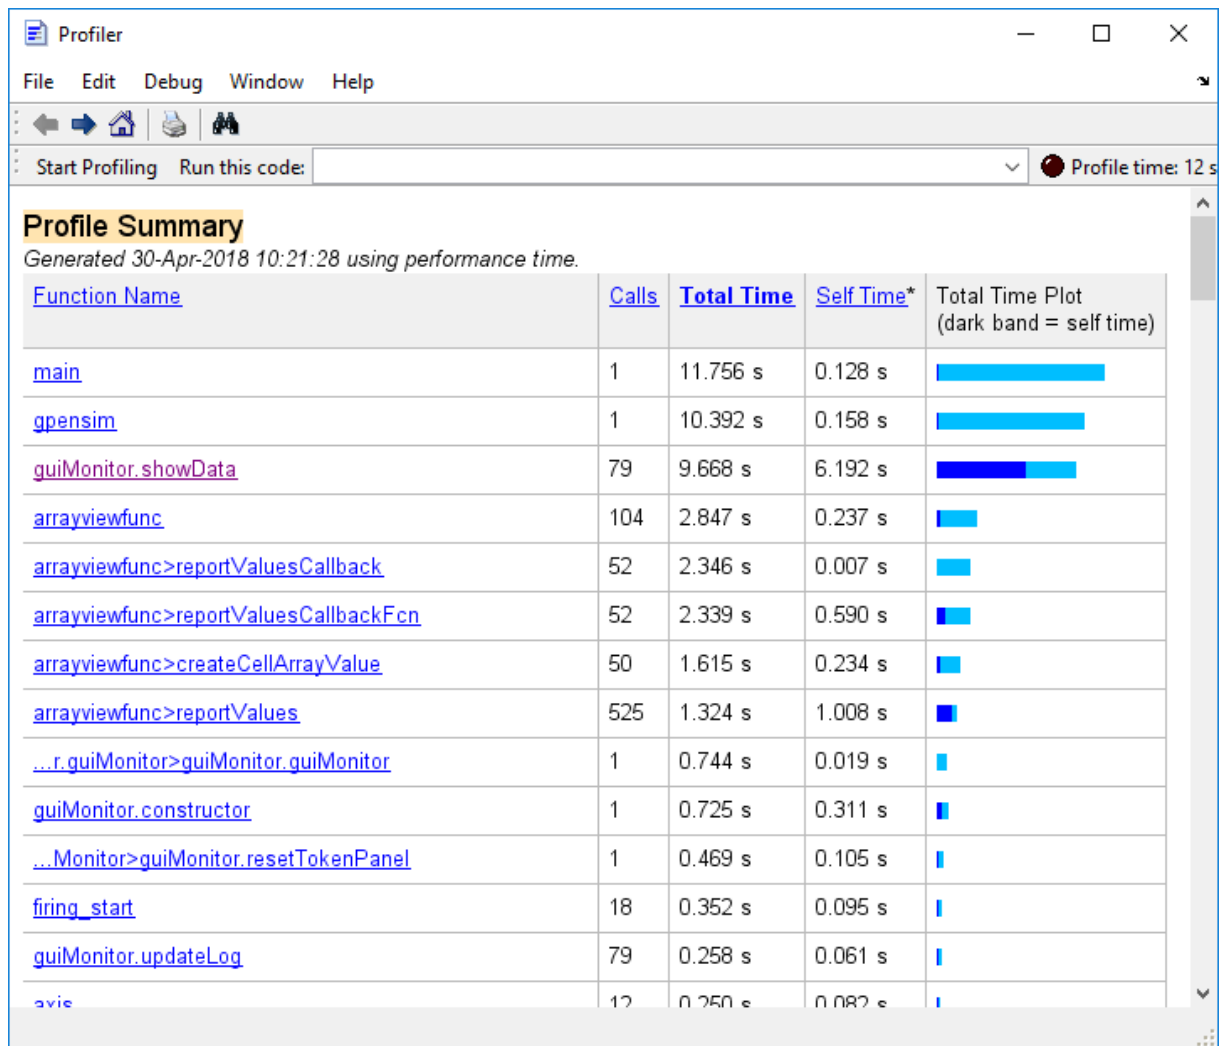 Profiler
File Edit Debug Window Help
Start Profiling Run this code: Profile time: 12 s
Profile Summary
Generated 30-Apr-2018 10:21:28 using performance time.
Function Name Calls Total Time Self Time* Total Time Plot
(dark band = self time)
main 1 11.756 s 0.128 s
gpensim 1 10.392 s 0.158 s
guiMonitor.showData 79 9.668 s 6.192 s
arrayviewfunc 104 2.847 s 0.237 s
arrayviewfunc>reportValuesCallback 52 2.346 s 0.007 s
arrayviewfunc>reportValuesCallbackFcn 52 2.339 s 0.590 s
arrayviewfunc>createCellArrayValue 50 1.615 s 0.234 s
arrayviewfunc>reportValues 525 1.324 s 1.008 s
...r.guiMonitor>guiMonitor.guiMonitor 1 0.744 s 0.019 s
guiMonitor.constructor 1 0.725 s 0.311 s
...Monitor>guiMonitor.resetTokenPanel 1 0.469 s 0.105 s
firing_start 18 0.352 s 0.095 s
guiMonitor.updateLog 79 0.258 s 0.061 s
axis 12 0.250 s 0.082 s